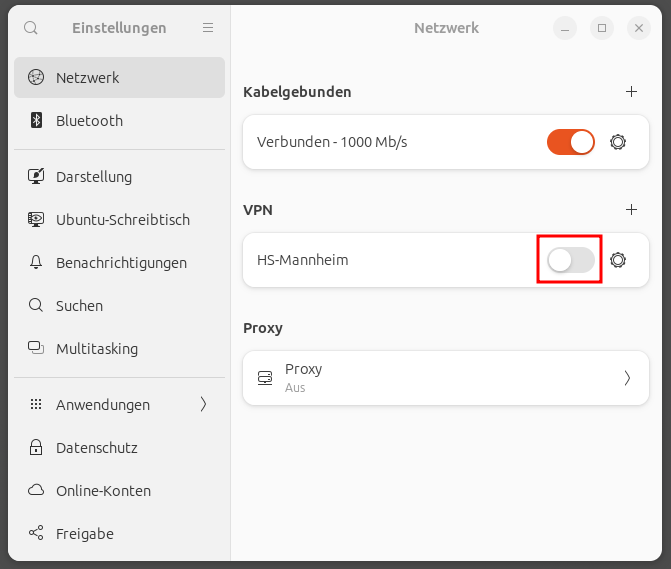 Einstellungen
Netzwerk
Bluetooth
Darstellung
Ubuntu-Schreibtisch
Benachrichtigungen
Suchen
Multitasking
Anwendungen
Datenschutz
Online-Konten
Freigabe
Netzwerk
Kabelgebunden
Verbunden - 1000 Mb/s
VPN
HS-Mannheim
Proxy
Proxy
Aus